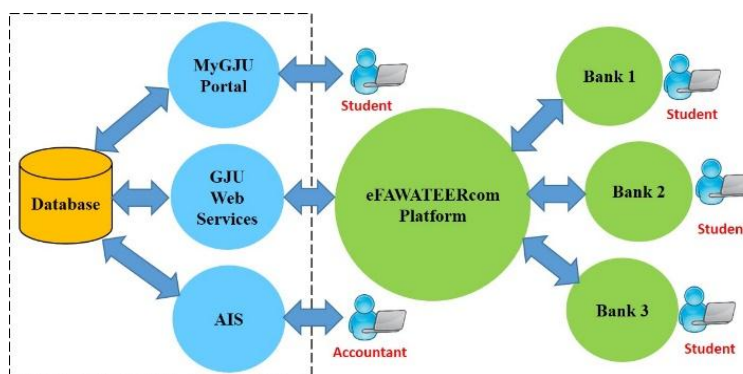 MyGJU
Portal
Student
Bank 1
Student
Database
GJU
Web
Services
eFAWATEERcom
Platform
Bank 2
Studen
AIS
Accountant
Bank 3
Student